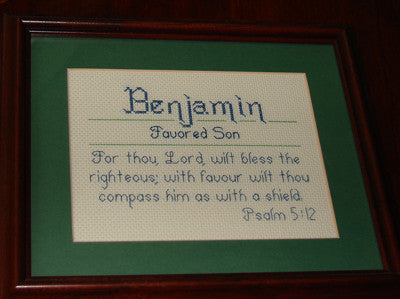 Benjamin
Favored Son
For thou, Lord, wilt bless the
righteous; with favour wilt thou
compass him as with a shield.
Psalm 5:12